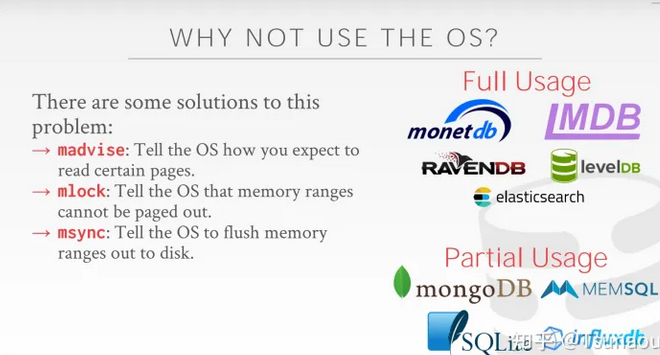 WHY NOT USE THE OS?
There are some solutions to this
problem:
→ madvise: Tell the OS how you expect to
read certain pages.
→ mlock: Tell the OS that memory ranges
cannot be paged out.
→ msync: Tell the OS to flush memory
ranges out to disk.
Full Usage
monetdb
LMDB
RAVENDB
levelDB
elasticsearch
Partial Usage
mongoDB
MEMSQL
SQLite
influxdb
知乎 @Tsunaou